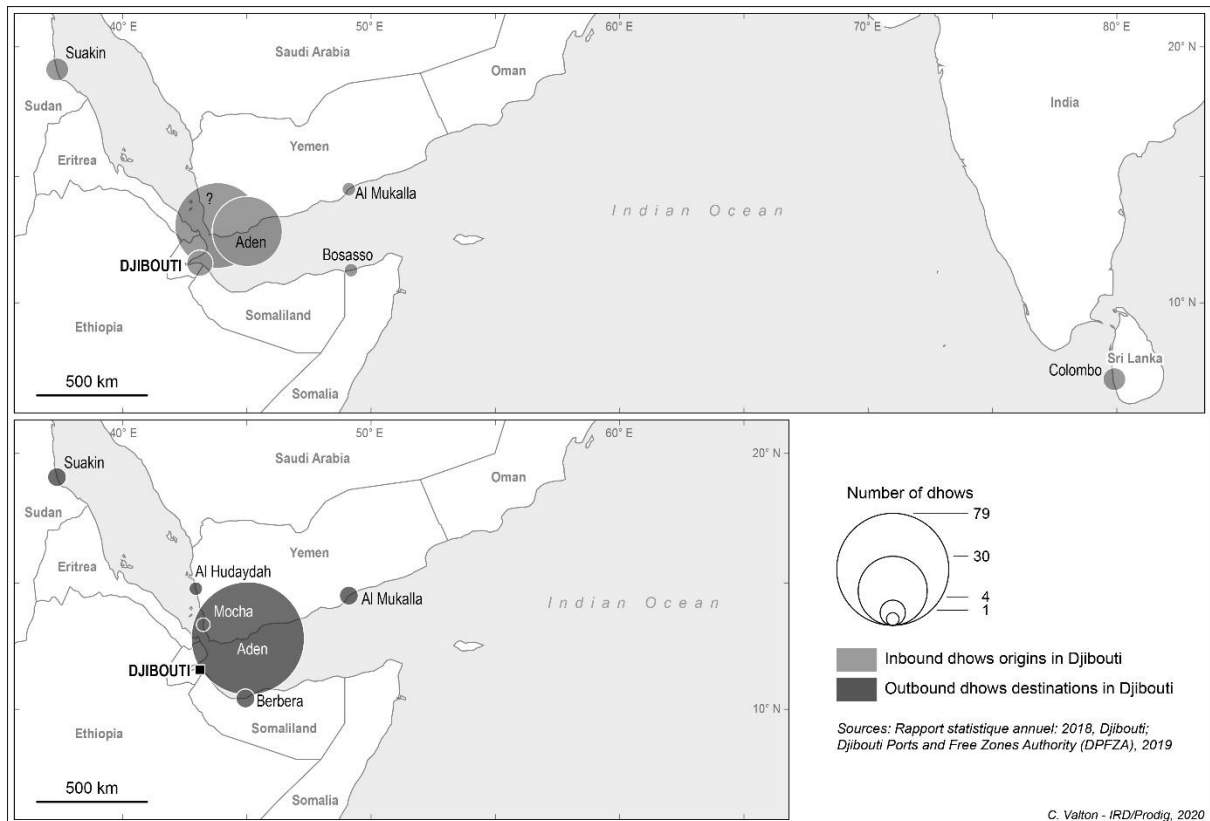 40° E
50° E
60° E
70° E
80° E
20° N
Suakin
Saudi Arabia
Oman
India
Sudan
Eritrea
Yemen
?
Al Mukalla
Indian Ocean
Aden
DJIBOUTI
Bosasso
10° N
Somaliland
Ethiopia
Sri Lanka
Colombo
500 km
Somalia
40° E
50° E
60° E
20° N
Suakin
Saudi Arabia
Oman
Sudan
Eritrea
Yemen
Al Hudaydah
Al Mukalla
Mocha
Indian Ocean
Aden
DJIBOUTI
Berbera
10° N
Somaliland
Ethiopia
500 km
Somalia
Number of dhows
79
30
4
1
Inbound dhows origins in Djibouti
Outbound dhows destinations in Djibouti
Sources: Rapport statistique annuel: 2018, Djibouti;
Djibouti Ports and Free Zones Authority (DPFZA), 2019
C. Valton - IRD/Prodig, 2020